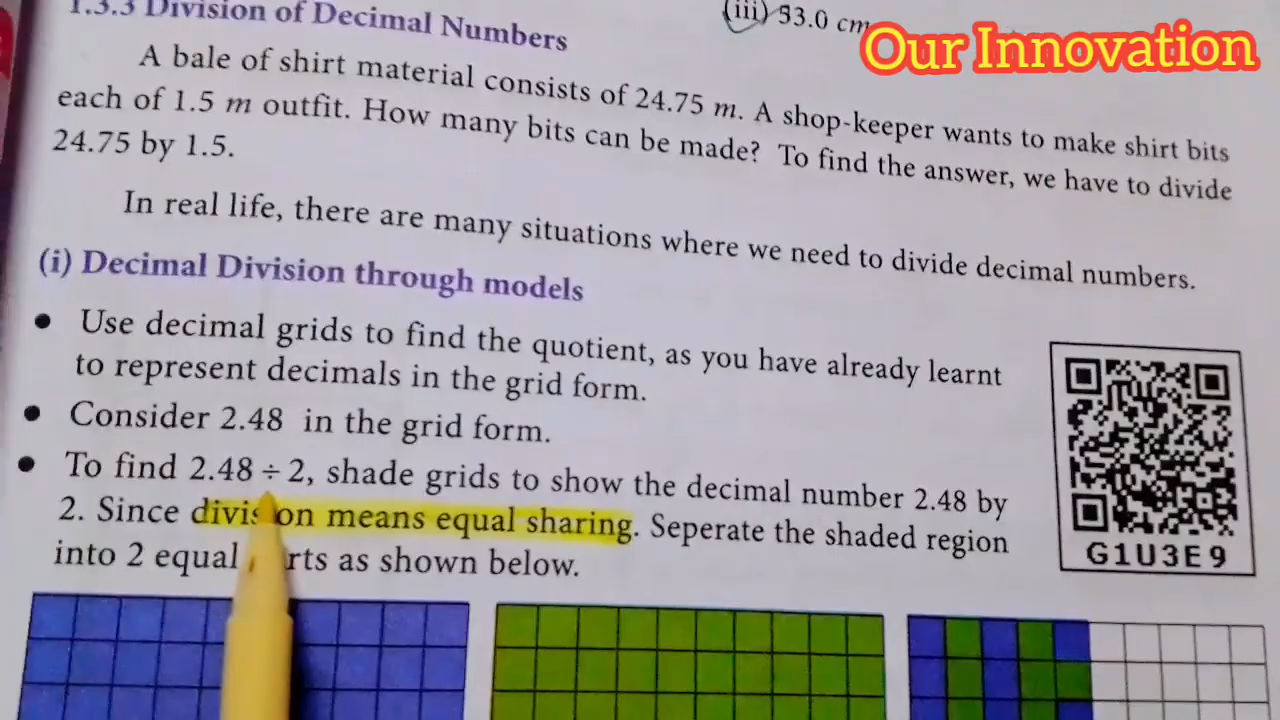 1.3.3 Division of Decimal Numbers
(iii) 53.0 cm
Our Innovation
A bale of shirt material consists of 24.75 m. A shop-keeper wants to make shirt bits
each of 1.5 m outfit. How many bits can be made? To find the answer, we have to divide
24.75 by 1.5.
In real life, there are many situations where we need to divide decimal numbers.
(i) Decimal Division through models
• Use decimal grids to find the quotient, as you have already learnt
to represent decimals in the grid form.
• Consider 2.48 in the grid form.
• To find 2.48 ÷ 2, shade grids to show the decimal number 2.48 by
2. Since division means equal sharing. Seperate the shaded region
into 2 equal parts as shown below.
G1U3E9